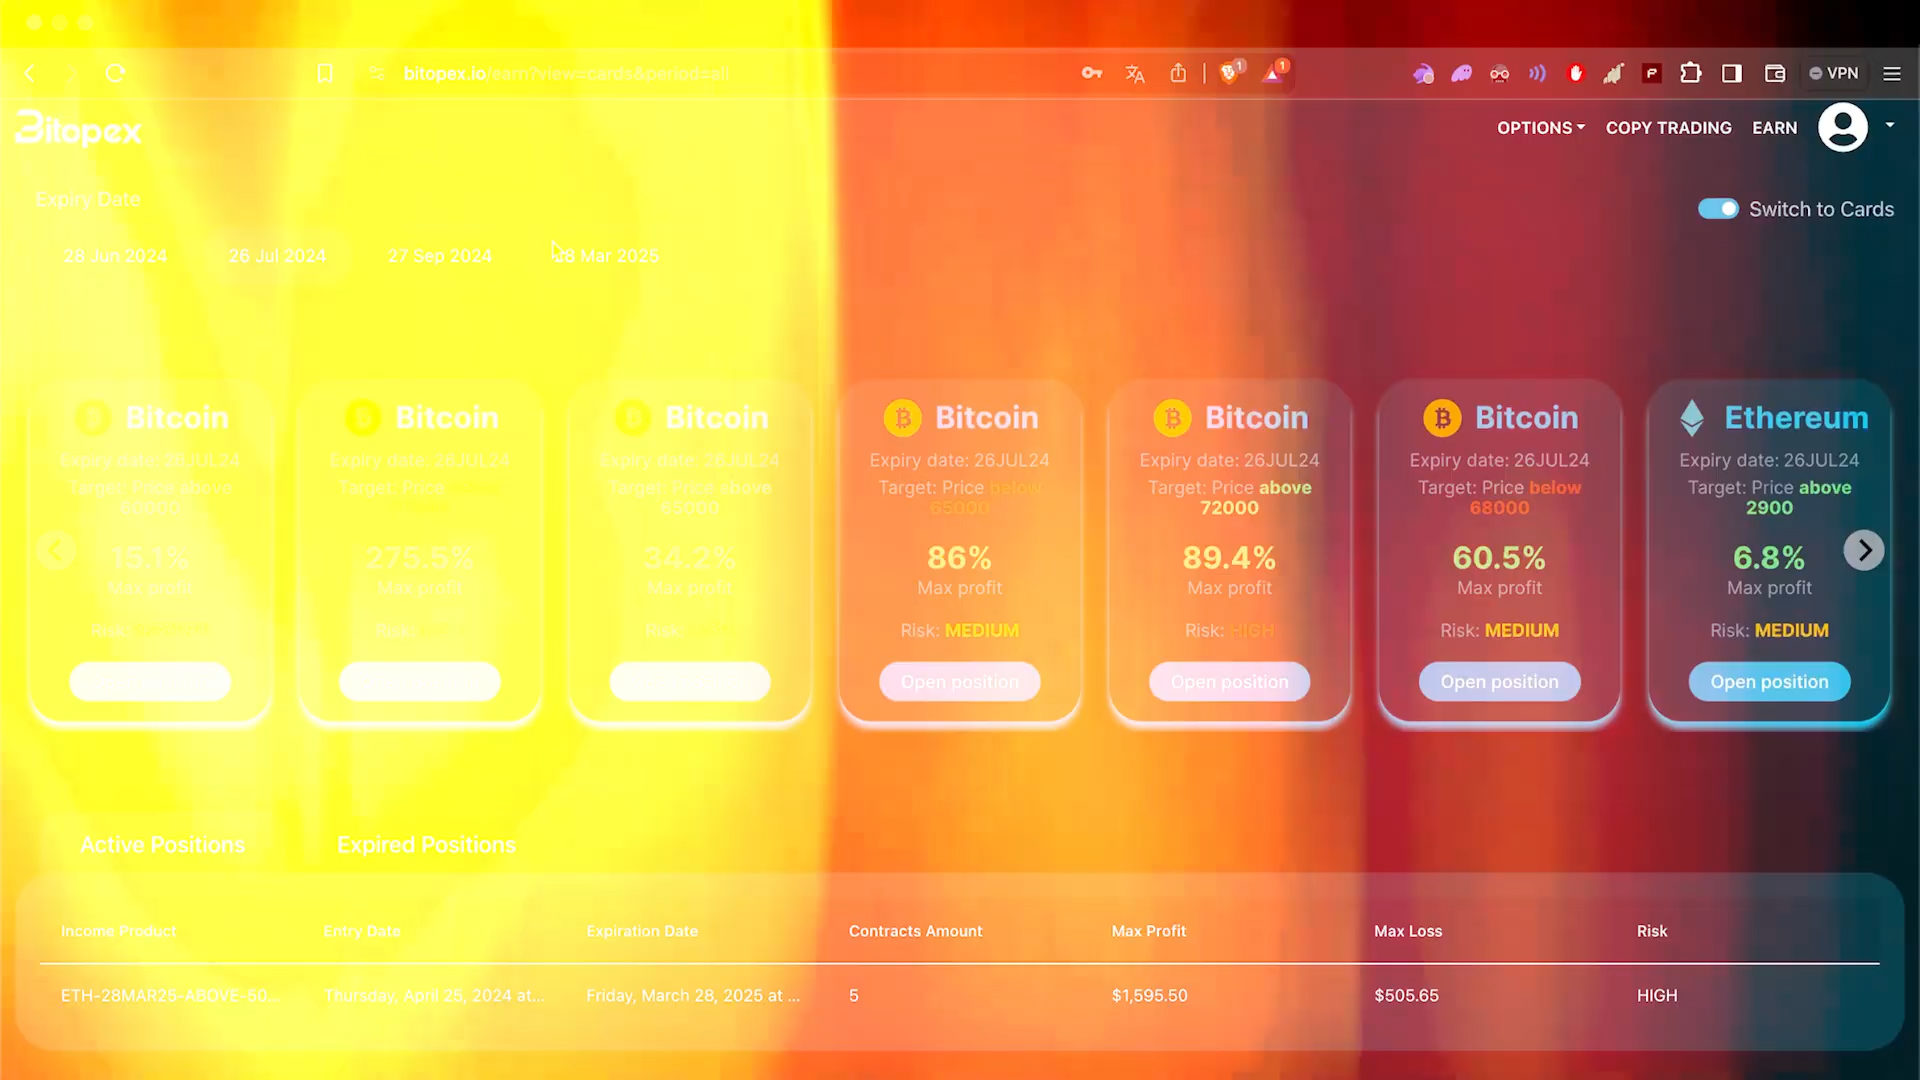 bitopex.io/earn?view=cards&period=all
1
1
VPN
Bitopex
OPTIONS COPY TRADING EARN
Expiry Date
Switch to Cards
28 Jun 2024 26 Jul 2024 27 Sep 2024 28 Mar 2025
Bitcoin
Expiry date: 26JUL24
Target: Price above
60000
15.1%
Max profit
Risk:
Bitcoin
Expiry date: 26JUL24
Target: Price
275.5%
Max profit
Risk:
Bitcoin
Expiry date: 26JUL24
Target: Price above
65000
34.2%
Max profit
Risk:
Bitcoin
Expiry date: 26JUL24
Target: Price below
65000
86%
Max profit
Risk: MEDIUM
Open position
Bitcoin
Expiry date: 26JUL24
Target: Price above
72000
89.4%
Max profit
Risk: HIGH
Open position
Bitcoin
Expiry date: 26JUL24
Target: Price below
68000
60.5%
Max profit
Risk: MEDIUM
Open position
Ethereum
Expiry date: 26JUL24
Target: Price above
2900
6.8%
Max profit
Risk: MEDIUM
Open position
Active Positions Expired Positions
Income Product Entry Date Expiration Date Contracts Amount Max Profit Max Loss Risk
ETH-28MAR25-ABOVE-50... Thursday, April 25, 2024 at... Friday, March 28, 2025 at ... 5 $1,595.50 $505.65 HIGH